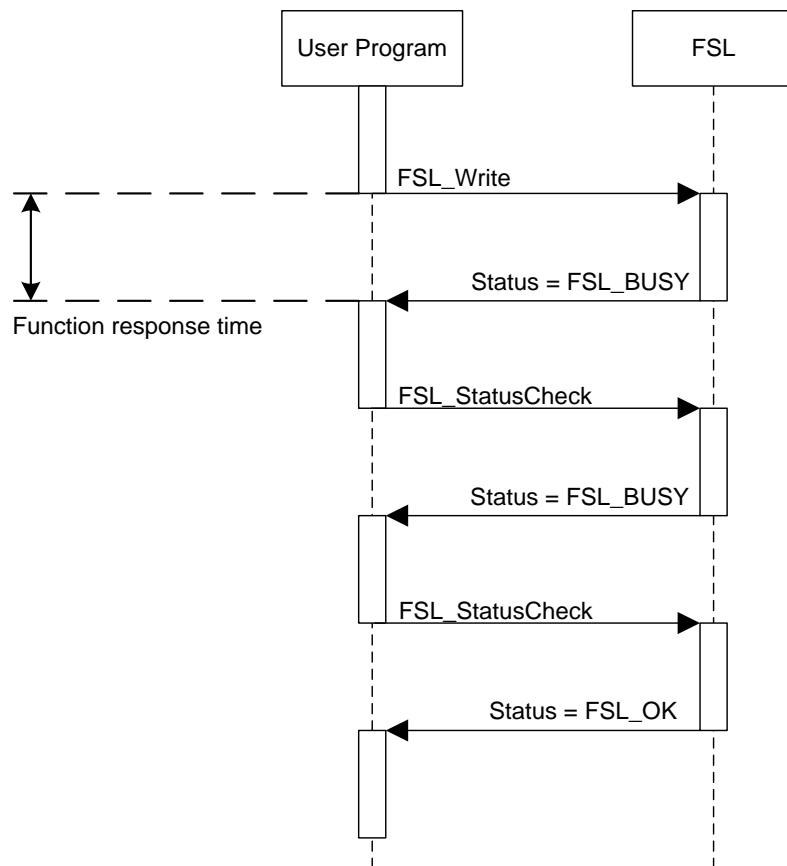 User Program
FSL
FSL_Write
Status = FSL_BUSY
Function response time
FSL_StatusCheck
Status = FSL_BUSY
FSL_StatusCheck
Status = FSL_OK